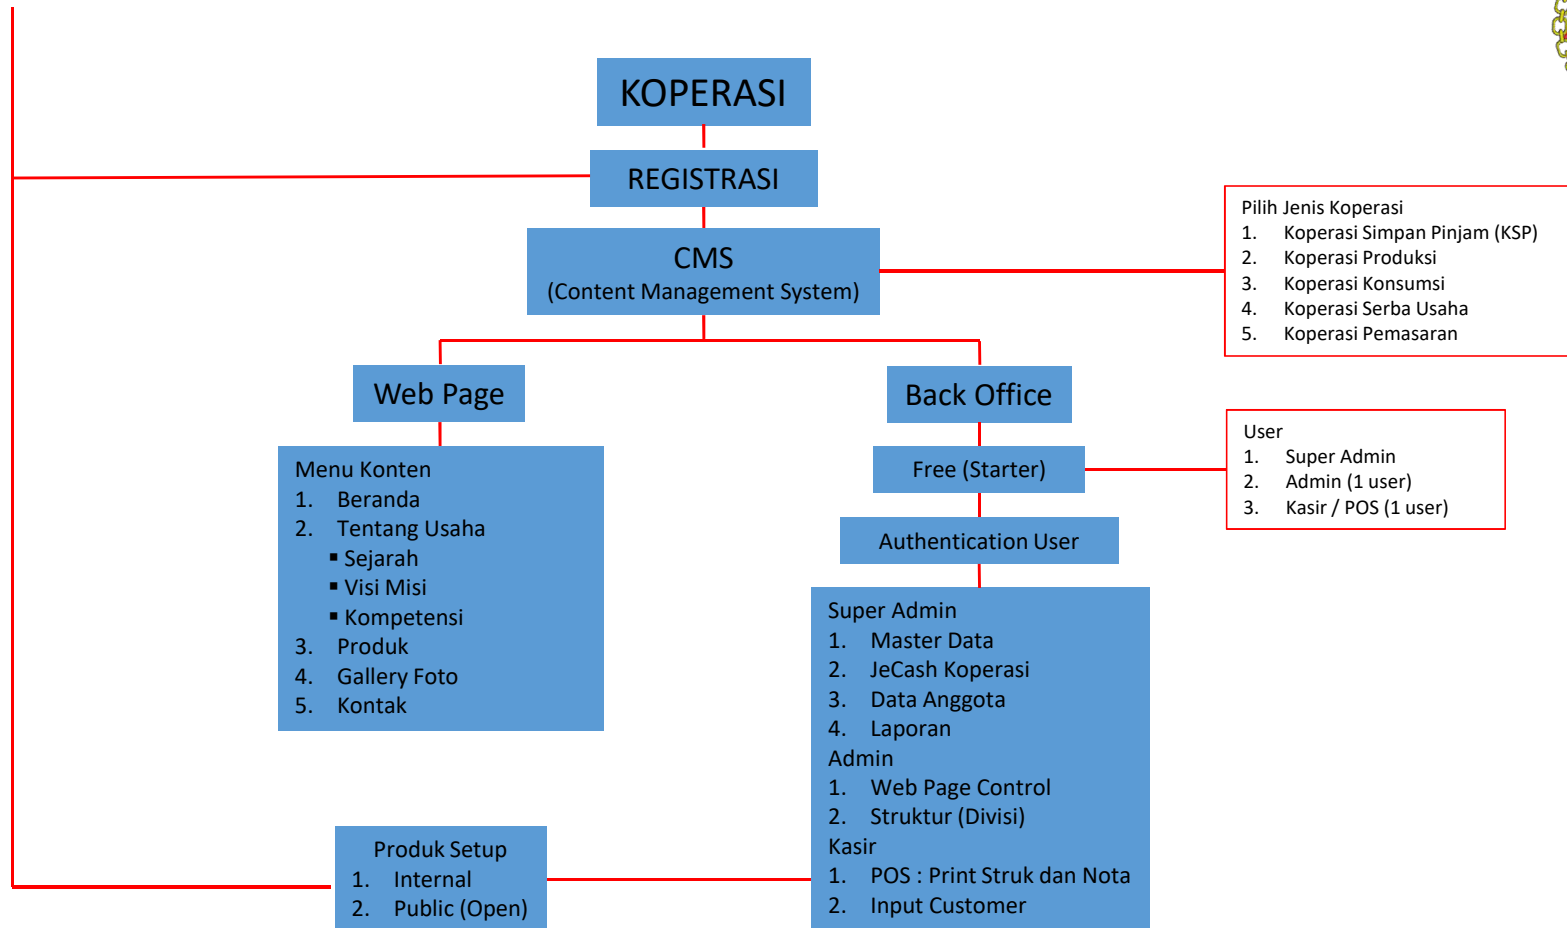 KOPERASI
REGISTRASI
CMS
(Content Management System)
Pilih Jenis Koperasi
1. Koperasi Simpan Pinjam (KSP)
2. Koperasi Produksi
3. Koperasi Konsumsi
4. Koperasi Serba Usaha
5. Koperasi Pemasaran
Web Page
Menu Konten
1. Beranda
2. Tentang Usaha
▪ Sejarah
▪ Visi Misi
▪ Kompetensi
3. Produk
4. Gallery Foto
5. Kontak
Back Office
Free (Starter)
User
1. Super Admin
2. Admin (1 user)
3. Kasir / POS (1 user)
Authentication User
Super Admin
1. Master Data
2. JeCash Koperasi
3. Data Anggota
4. Laporan
Admin
1. Web Page Control
2. Struktur (Divisi)
Kasir
1. POS : Print Struk dan Nota
2. Input Customer
Produk Setup
1. Internal
2. Public (Open)